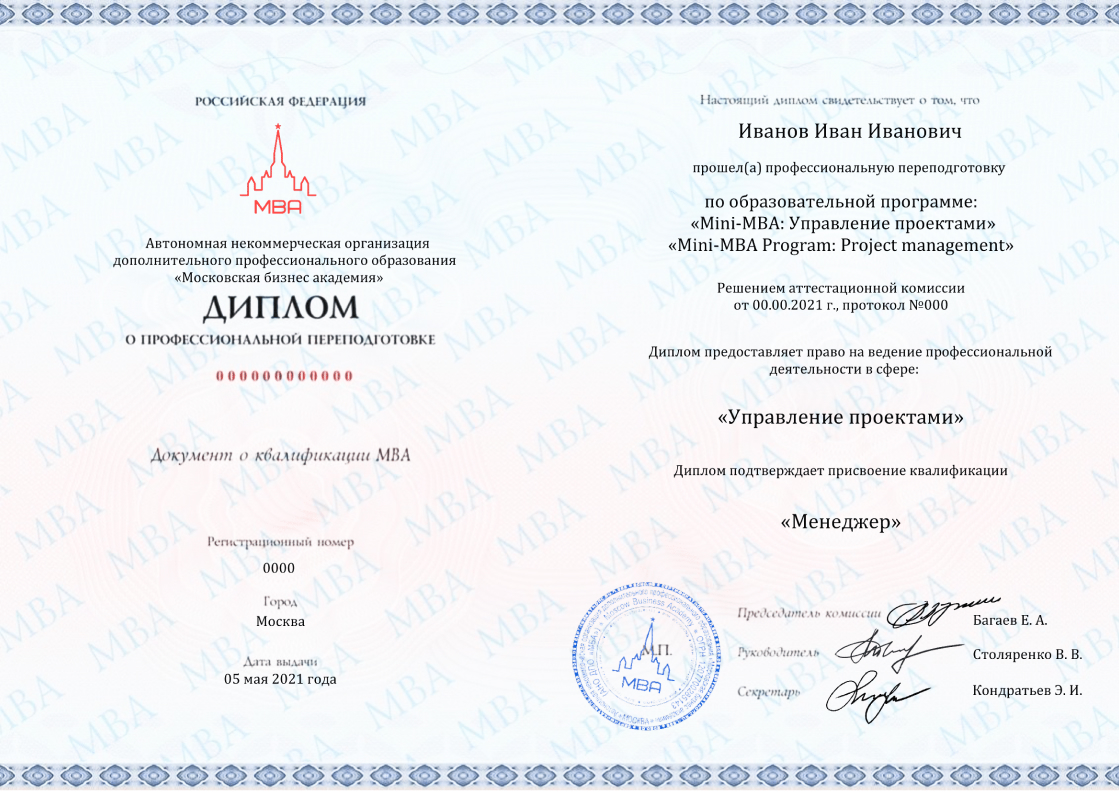 РОССИЙСКАЯ ФЕДЕРАЦИЯ
МВА
Автономная некоммерческая организация
дополнительного профессионального образования
«Московская бизнес академия»
ДИПЛОМ
О ПРОФЕССИОНАЛЬНОЙ ПЕРЕПОДГОТОВКЕ
000000000000
Документ о квалификации МВА
Регистрационный номер
0000
Город
Москва
Дата выдачи
05 мая 2021 года
Настоящий диплом свидетельствует о том, что
Иванов Иван Иванович
прошел(а) профессиональную переподготовку
по образовательной программе:
«Mini-MBA: Управление проектами»
«Mini-MBA Program: Project management»
Решением аттестационной комиссии
от 00.00.2021 г., протокол №000
Диплом предоставляет право на ведение профессиональной
деятельности в сфере:
«Управление проектами»
Диплом подтверждает присвоение квалификации
«Менеджер»
М.П.
МВА
Moscow Business Academy
Председатель комиссии
Багаев Е. А.
Руководитель
Столяренко В. В.
Секретарь
Кондратьев Э. И.